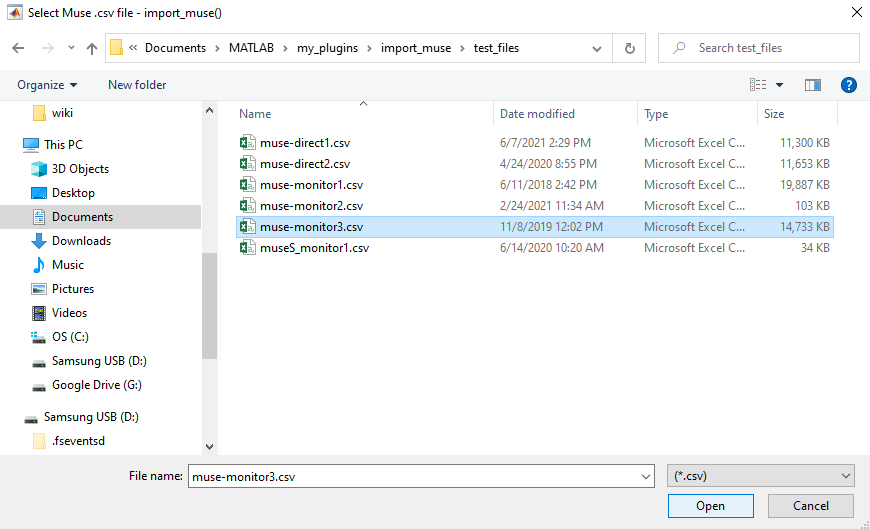 Select Muse .csv file - import_muse()
« Documents > MATLAB > my_plugins > import_muse > test_files
Search test_files
Organize
New folder
wiki
This PC
3D Objects
Desktop
Documents
Downloads
Music
Pictures
Videos
OS (C:)
Samsung USB (D:)
Google Drive (G:)
Samsung USB (D:)
.fseventsd
Name Date modified Type Size
muse-direct1.csv 6/7/2021 2:29 PM Microsoft Excel C... 11,300 KB
muse-direct2.csv 4/24/2020 8:55 PM Microsoft Excel C... 11,653 KB
muse-monitor1.csv 6/11/2018 2:42 PM Microsoft Excel C... 19,887 KB
muse-monitor2.csv 2/24/2021 11:34 AM Microsoft Excel C... 103 KB
muse-monitor3.csv 11/8/2019 12:02 PM Microsoft Excel C... 14,733 KB
museS_monitor1.csv 6/14/2020 10:20 AM Microsoft Excel C... 34 KB
File name: muse-monitor3.csv
(*.csv)
Open
Cancel